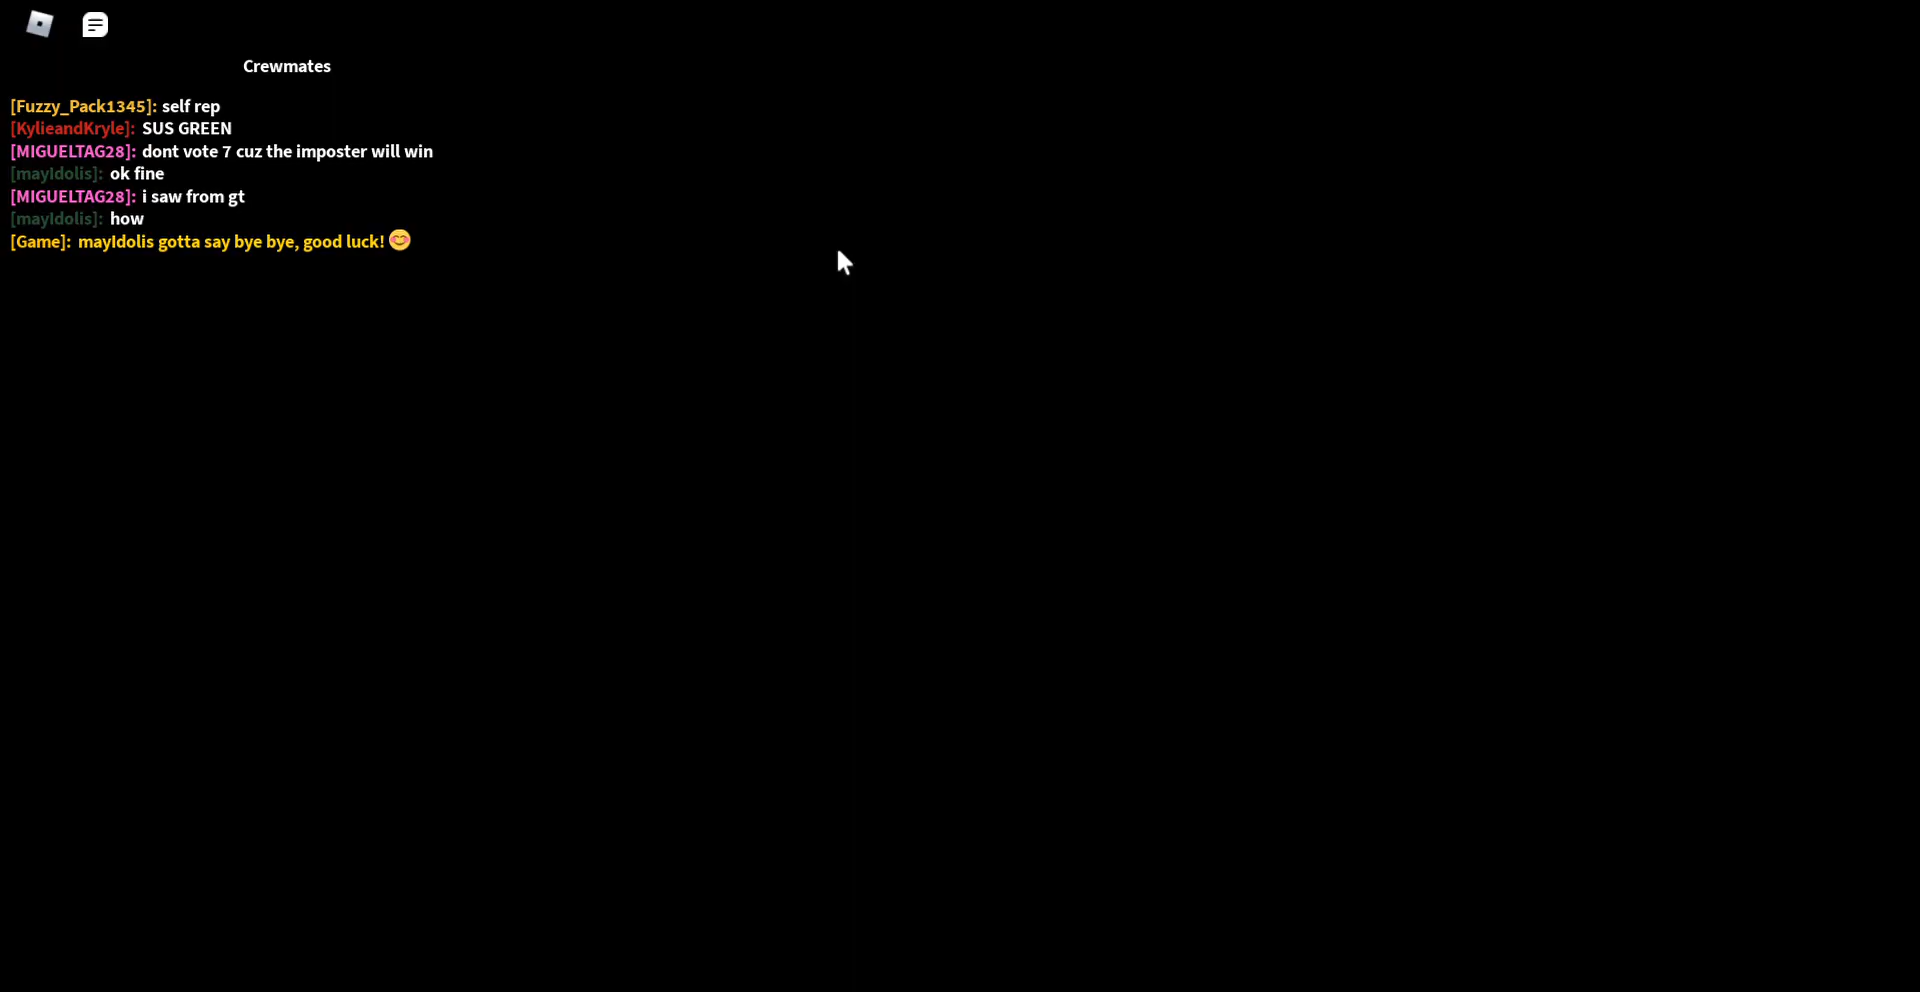 Crewmates
[Fuzzy_Pack1345]: self rep
[KylieandKryle]: SUS GREEN
[MIGUELTAG28]: dont vote 7 cuz the imposter will win
[mayIdolis]: ok fine
[MIGUELTAG28]: i saw from gt
[mayIdolis]: how
[Game]: mayIdolis gotta say bye bye, good luck! 😊